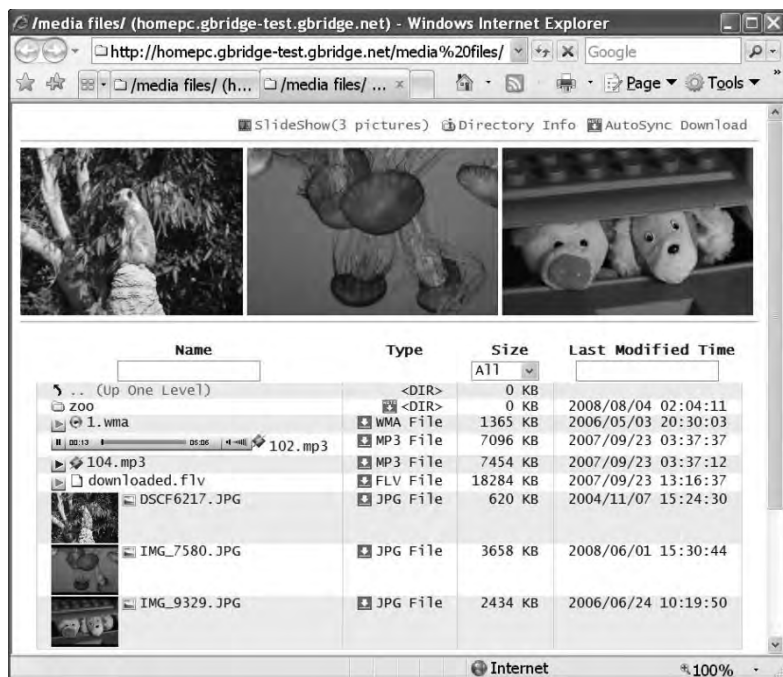 /media files/ (homepc.gbridge-test.gbridge.net) - Windows Internet Explorer
http://homepc.gbridge-test.gbridge.net/media%20files/ Google
/media files/ (h... /media files/ ... × Page Tools »
SlideShow(3 pictures) Directory Info AutoSync Download
Name Type Size Last Modified Time
All
.. (Up One Level) <DIR> 0 KB
zoo <DIR> 0 KB 2008/08/04 02:04:11
1.wma WMA File 1365 KB 2006/05/03 20:30:03
00:13 05:06 102.mp3 MP3 File 7096 KB 2007/09/23 03:37:37
104.mp3 MP3 File 7454 KB 2007/09/23 03:37:12
downloaded.flv FLV File 18284 KB 2007/09/23 13:16:37
DSCF6217.JPG JPG File 620 KB 2004/11/07 15:24:30
IMG_7580.JPG JPG File 3658 KB 2008/06/01 15:30:44
IMG_9329.JPG JPG File 2434 KB 2006/06/24 10:19:50
Internet 100%